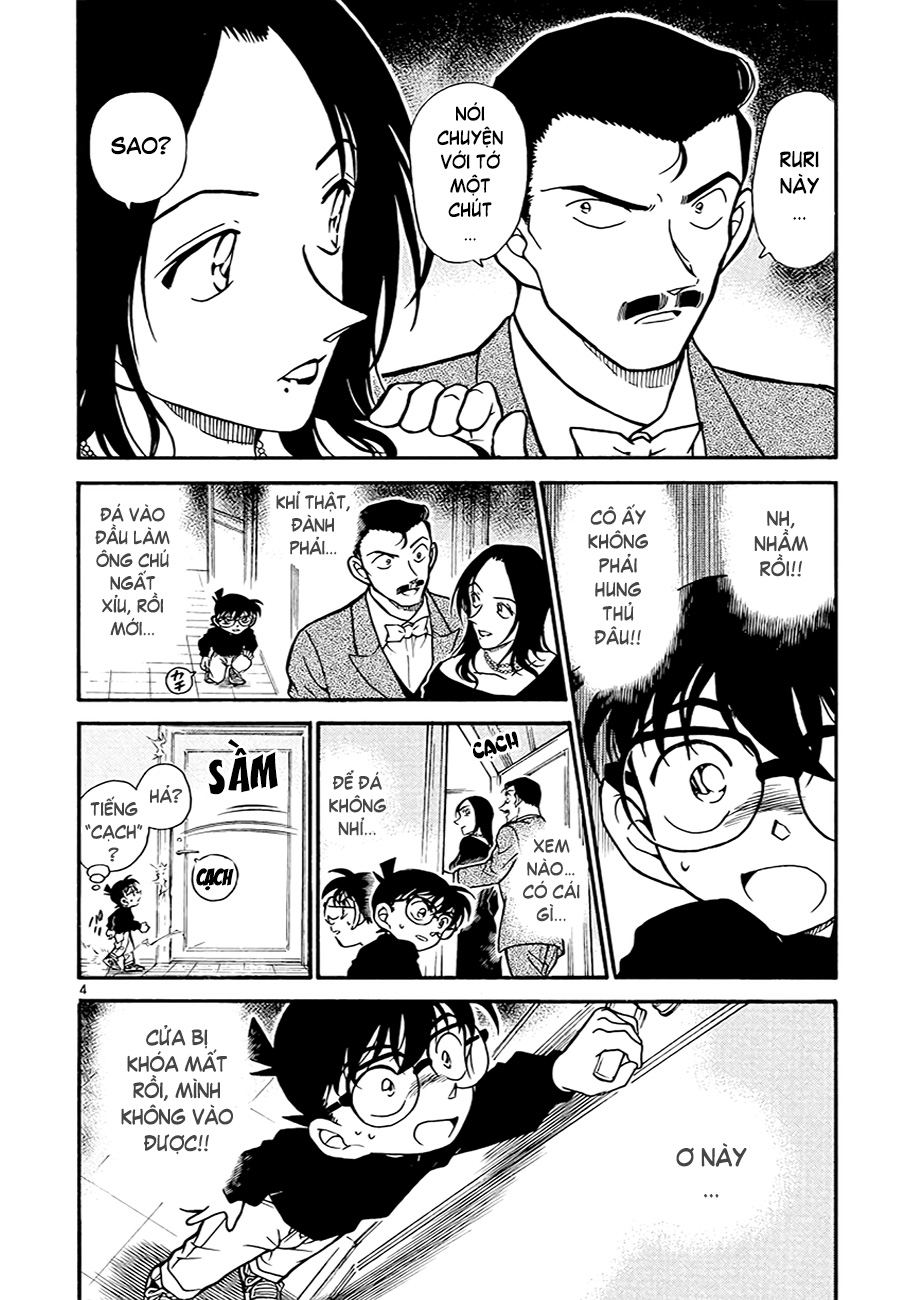 RURI
NÀY
...
NÓI
CHUYỆN
VỚI TỚ
MỘT
CHÚT
...
SAO?
NH,
NHẦM
RỒI!!
CÔ ẤY
KHÔNG
PHẢI
HUNG
THỦ
ĐÂU!!
KHỈ THẬT,
ĐÀNH
PHẢI...
ĐÁ VÀO
ĐẦU LÀM
ÔNG CHÚ
NGẤT
XỈU, RỒI
MỚI...
カチ
CẠCH
XEM
NÀO...
CÓ CÁI
GÌ...
ĐỂ ĐÁ
KHÔNG
NHỈ...
SẦM
CẠCH
HẢ?
TIẾNG
"CẠCH"
?
4
Ơ NÀY
...
CỬA BỊ
KHÓA MẤT
RỒI, MÌNH
KHÔNG VÀO
ĐƯỢC!!